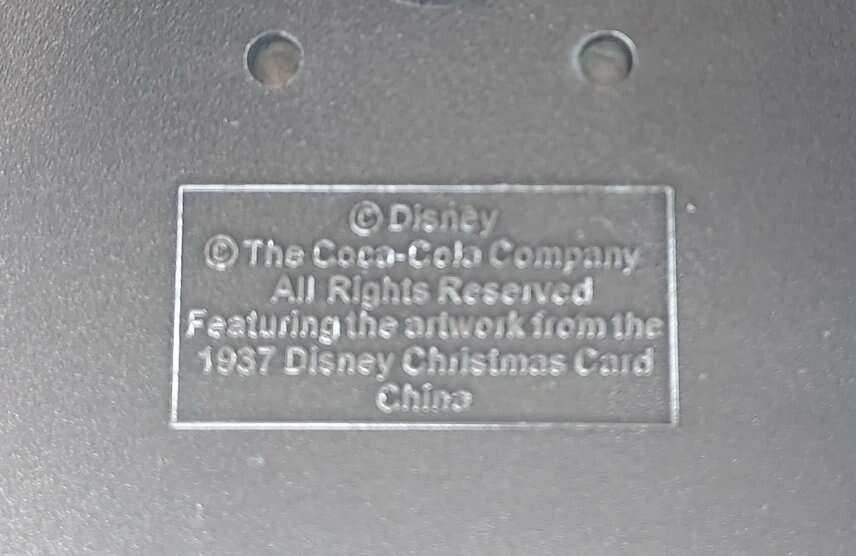 © Disney
© The Coca-Cola Company
All Rights Reserved
Featuring the artwork from the
1937 Disney Christmas Card
China